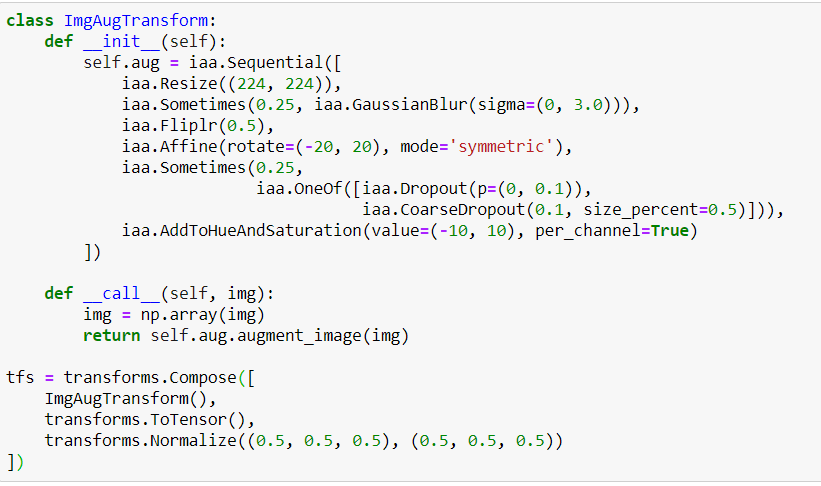 class ImgAugTransform:
    def __init__(self):
        self.aug = iaa.Sequential([
            iaa.Resize((224, 224)),
            iaa.Sometimes(0.25, iaa.GaussianBlur(sigma=(0, 3.0))),
            iaa.Fliplr(0.5),
            iaa.Affine(rotate=(-20, 20), mode='symmetric'),
            iaa.Sometimes(0.25,
                          iaa.OneOf([iaa.Dropout(p=(0, 0.1)),
                                     iaa.CoarseDropout(0.1, size_percent=0.5)])),
            iaa.AddToHueAndSaturation(value=(-10, 10), per_channel=True)
        ])

    def __call__(self, img):
        img = np.array(img)
        return self.aug.augment_image(img)

tfs = transforms.Compose([
    ImgAugTransform(),
    transforms.ToTensor(),
    transforms.Normalize((0.5, 0.5, 0.5), (0.5, 0.5, 0.5))
])